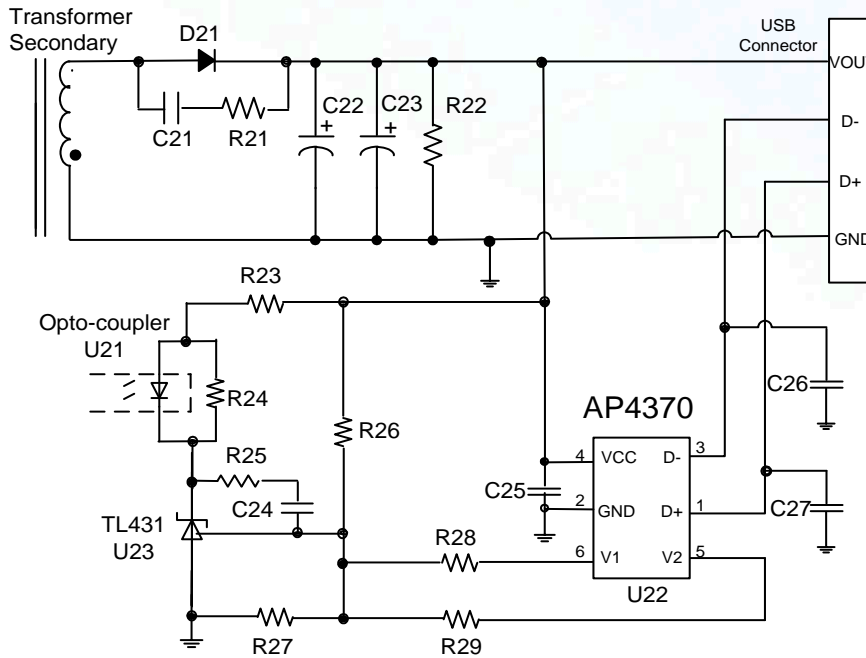 Transformer
Secondary
D21
USB
Connector
C21
R21
C22
+
C23
+
R22
VOU
D-
D+
GND
R23
Opto-coupler
U21
R24
R26
R25
C24
TL431
U23
R27
R28
R29
AP4370
C25
4
VCC
D-
3
2
GND
D+
1
6
V1
V2
5
U22
C26
C27